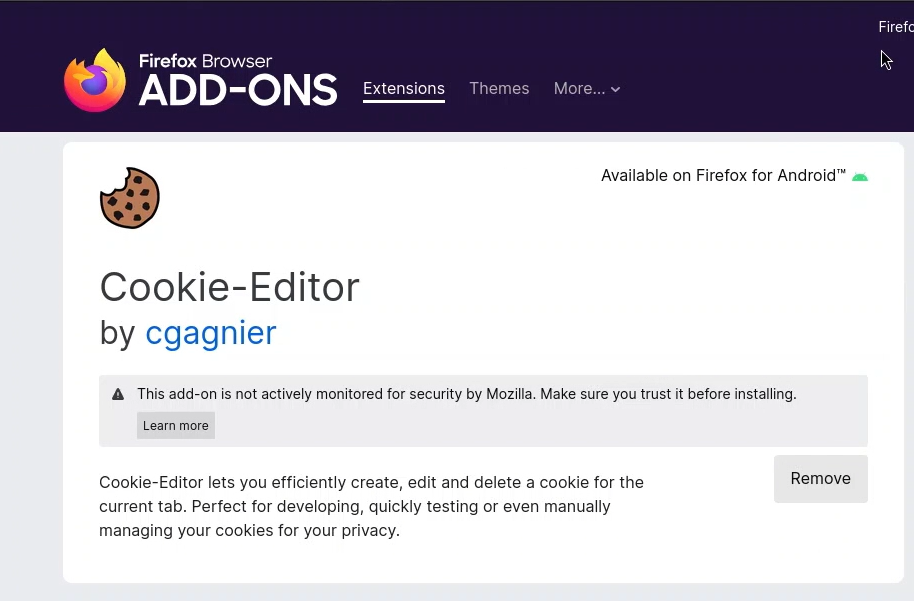 Firefox Browser
ADD-ONS
Extensions Themes More...
Available on Firefox for Android™
Cookie-Editor
by cgagnier
This add-on is not actively monitored for security by Mozilla. Make sure you trust it before installing.
Learn more
Cookie-Editor lets you efficiently create, edit and delete a cookie for the
current tab. Perfect for developing, quickly testing or even manually
managing your cookies for your privacy.
Remove